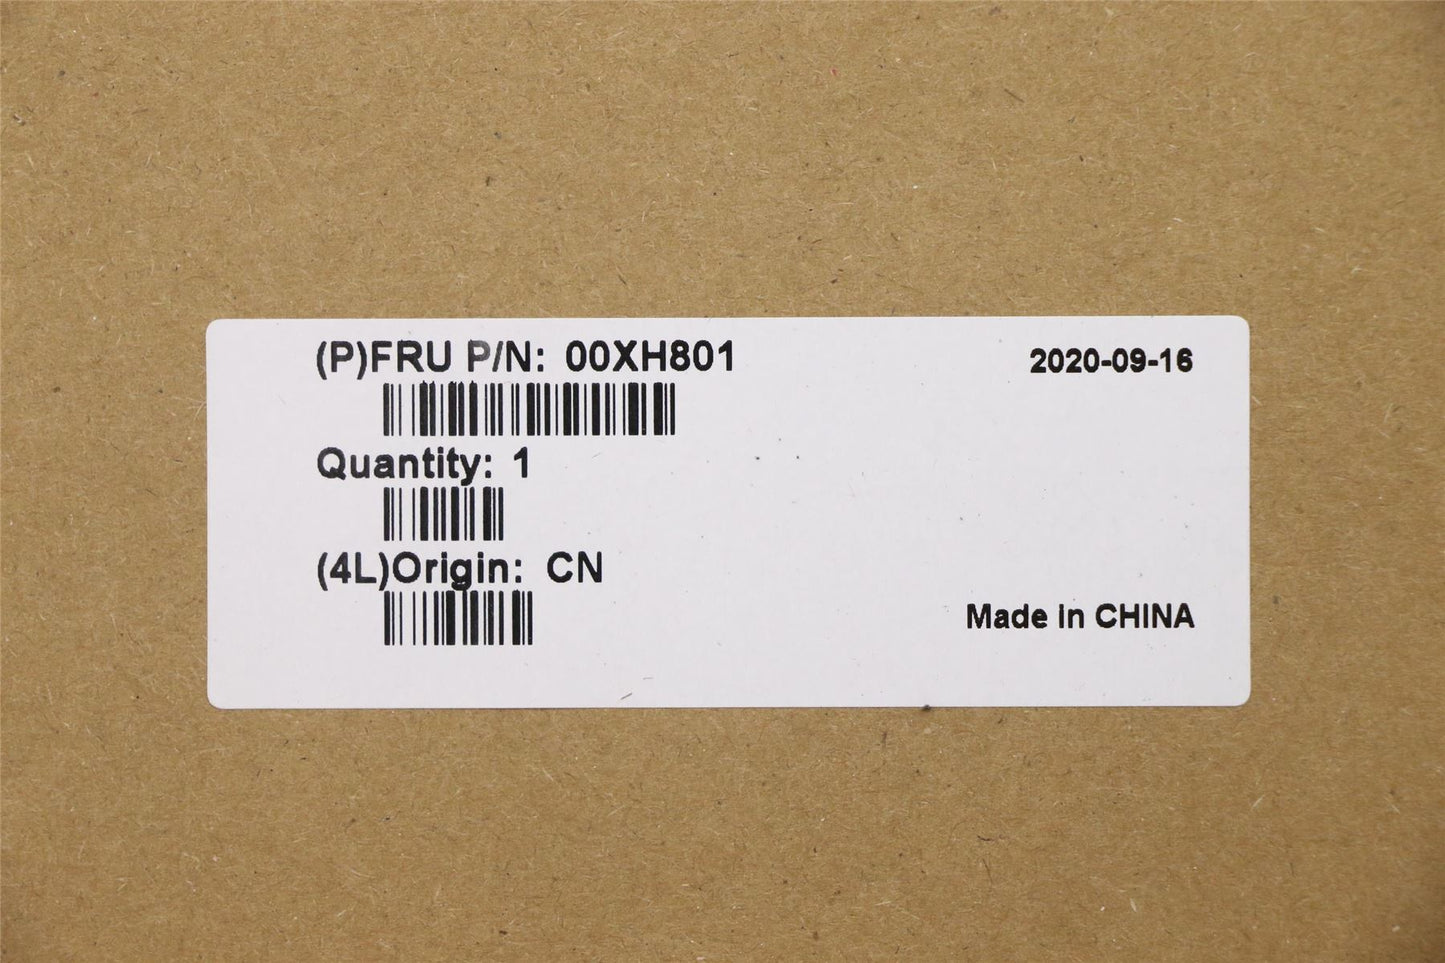 (P)FRU P/N: 00XH801
2020-09-16
Quantity: 1
(4L)Origin: CN
Made in CHINA